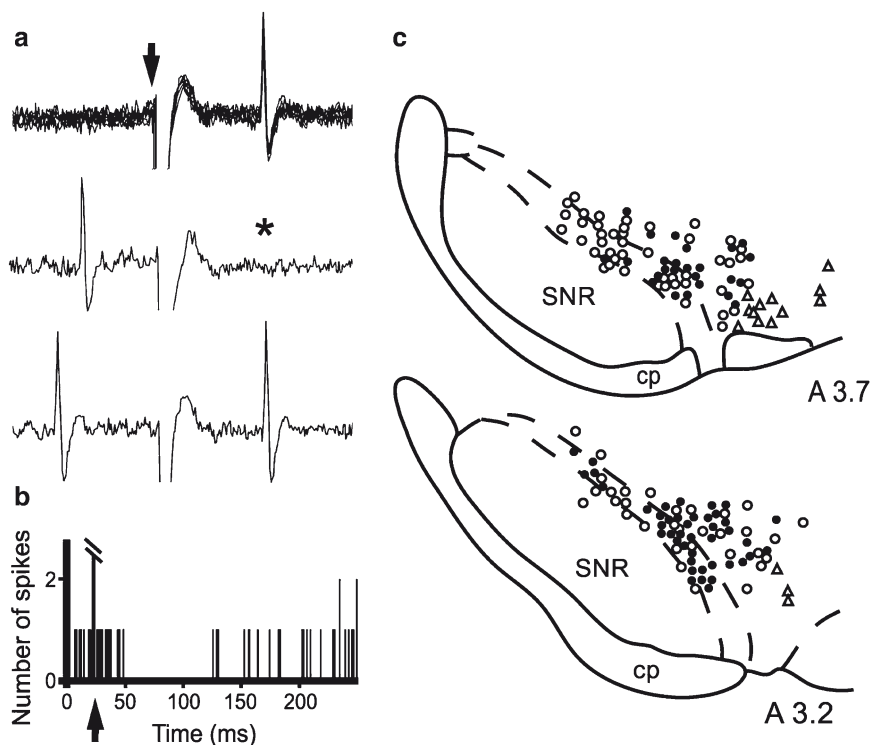 a
*
b
Number of spikes
2
0
0 50 100 150 200
Time (ms)
c
SNR
cp
A 3.7
SNR
cp
A 3.2